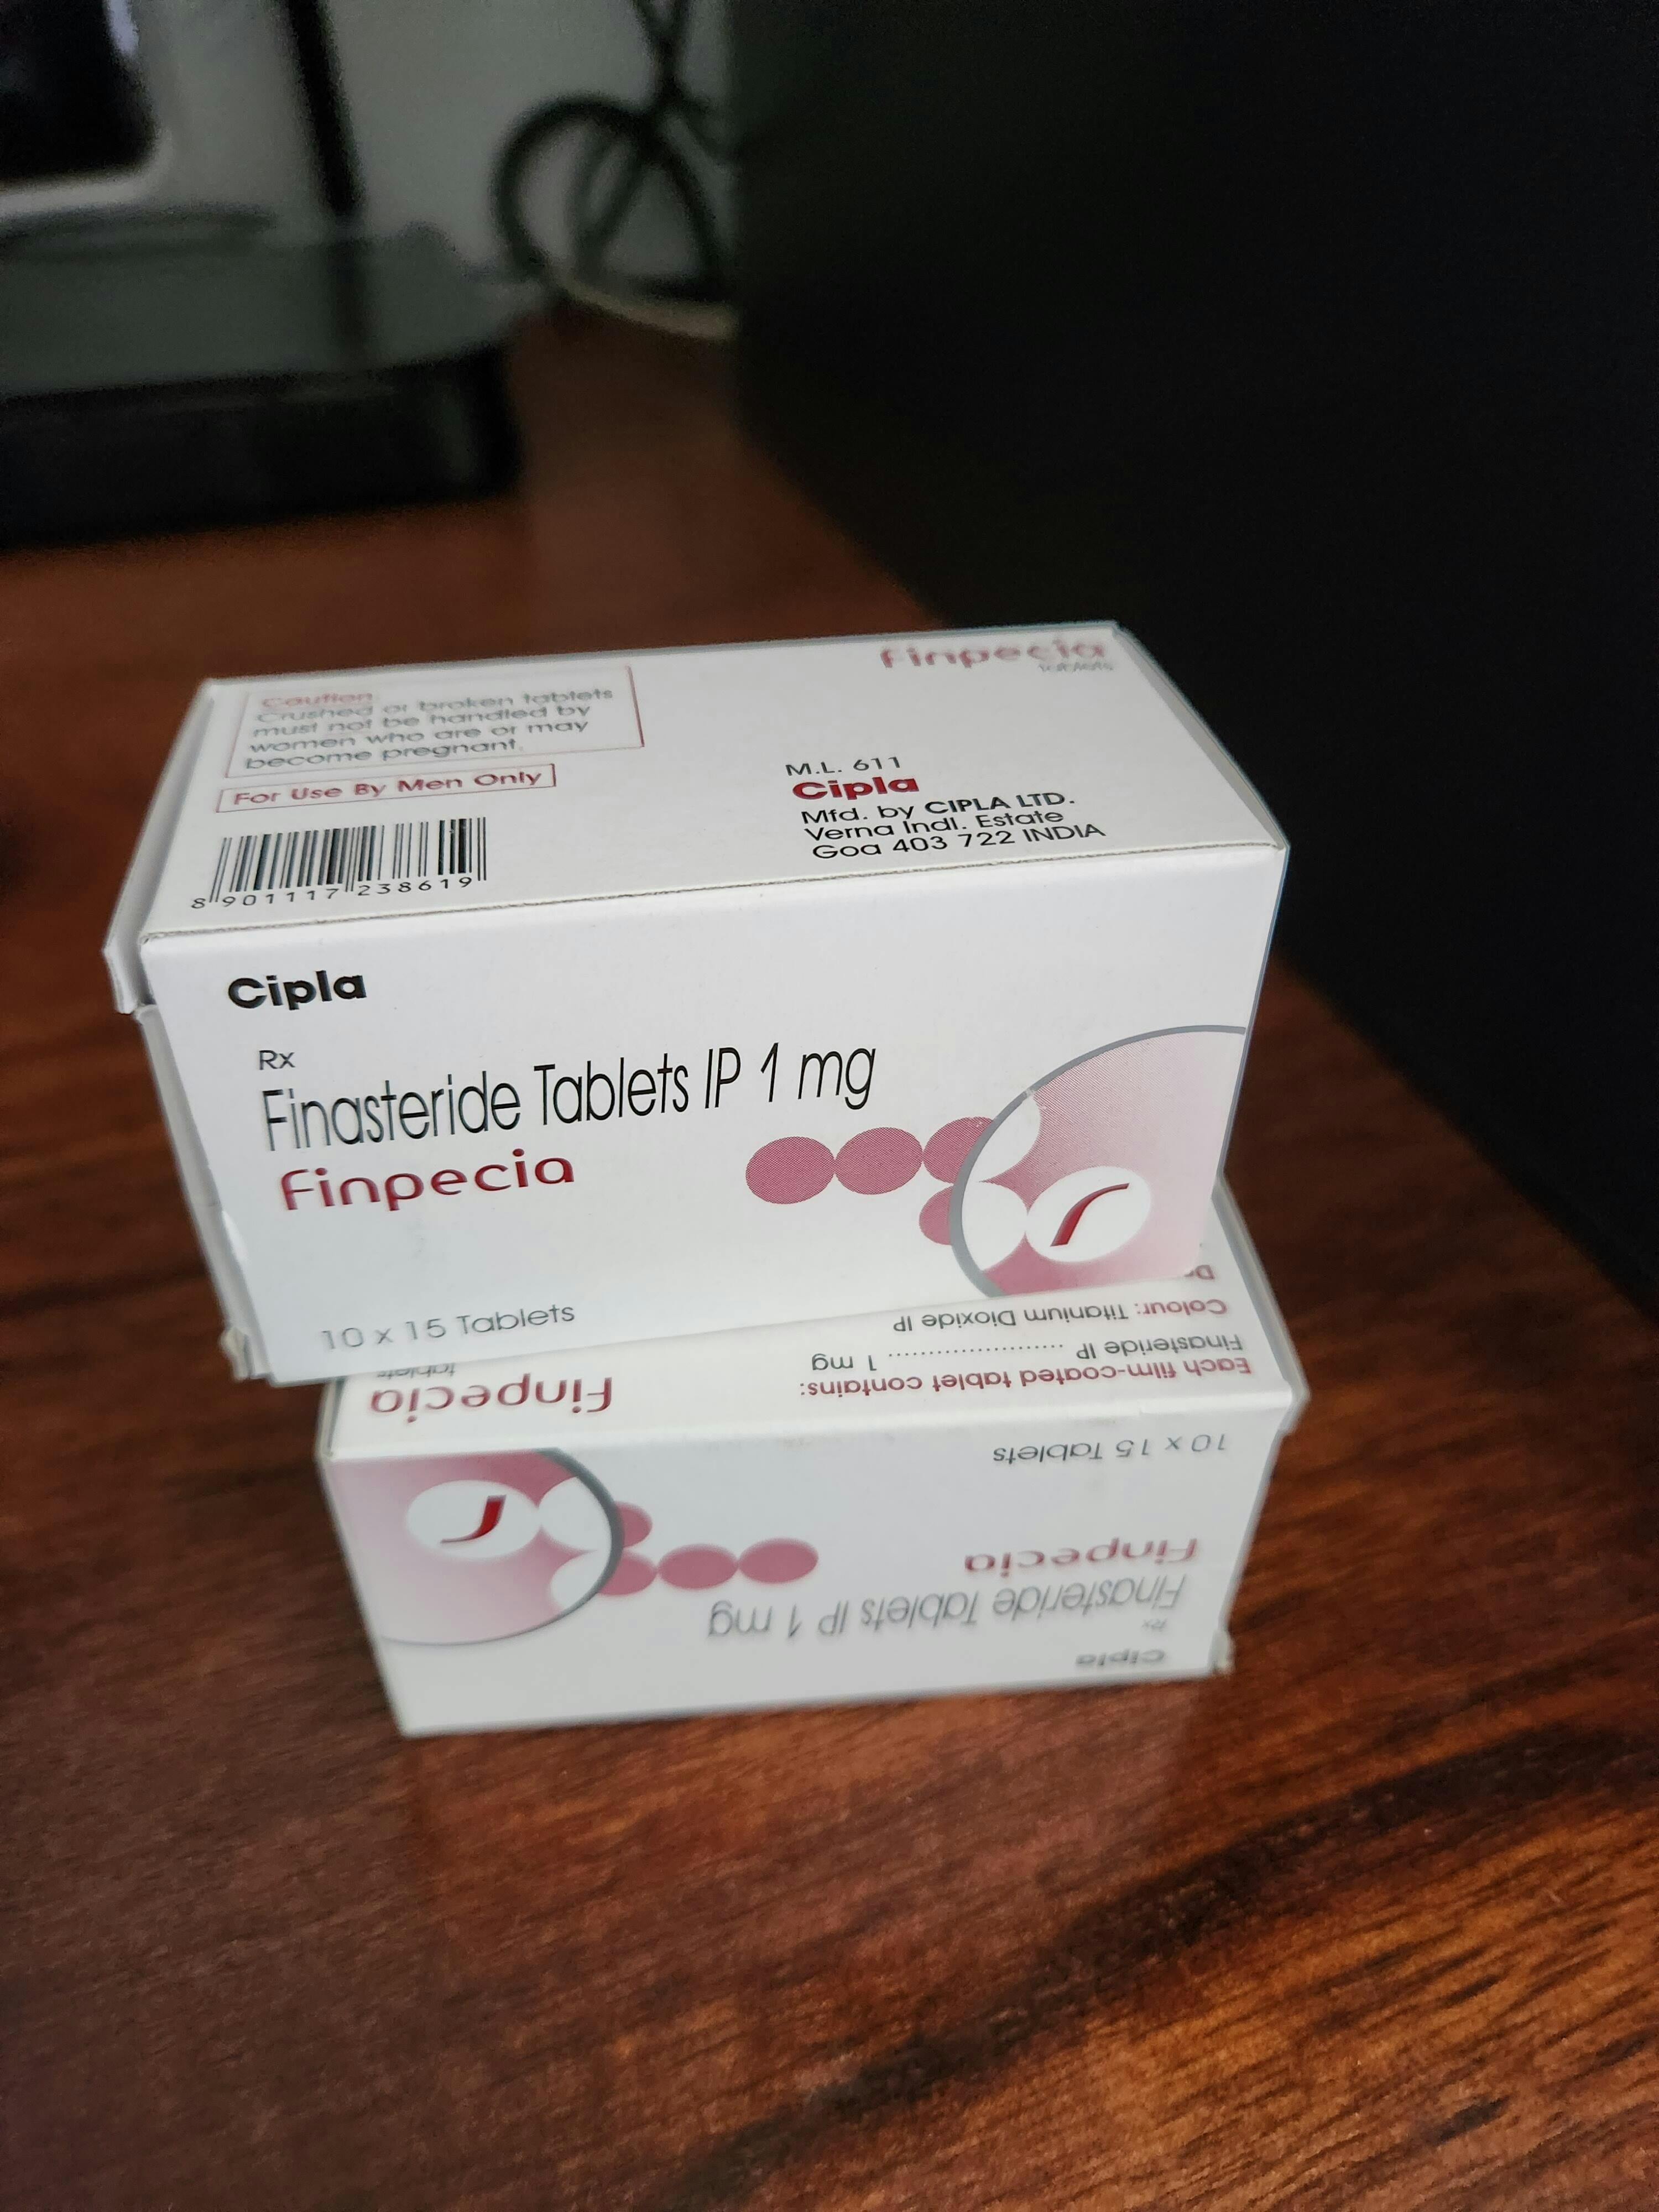 Finpecia
tablets
Caution
Crushed or broken tablets
must not be handled by
women who are or may
become pregnant.
For Use By Men Only
8 901117 238619
M.L. 611
Cipla
Mfd. by CIPLA LTD.
Verna Indl. Estate
Goa 403 722 INDIA
Cipla
Rx
Finasteride Tablets IP 1 mg
Finpecia
10 x 15 Tablets
Finpecia
tablets
Each film-coated tablet contains:
Finasteride IP ........................ 1 mg
Colour: Titanium Dioxide IP
Cipla
Rx
Finasteride Tablets IP 1 mg
Finpecia
10 x 15 Tablets